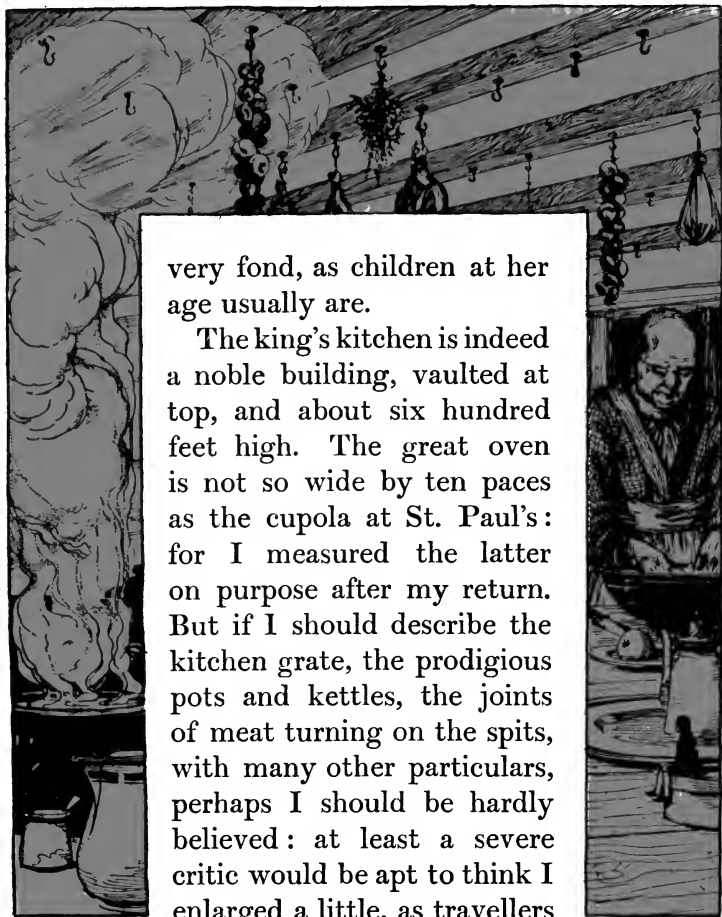 very fond, as children at her
age usually are.
The king's kitchen is indeed
a noble building, vaulted at
top, and about six hundred
feet high. The great oven
is not so wide by ten paces
as the cupola at St. Paul's:
for I measured the latter
on purpose after my return.
But if I should describe the
kitchen grate, the prodigious
pots and kettles, the joints
of meat turning on the spits,
with many other particulars,
perhaps I should be hardly
believed: at least a severe
critic would be apt to think I
enlarged a little, as travellers